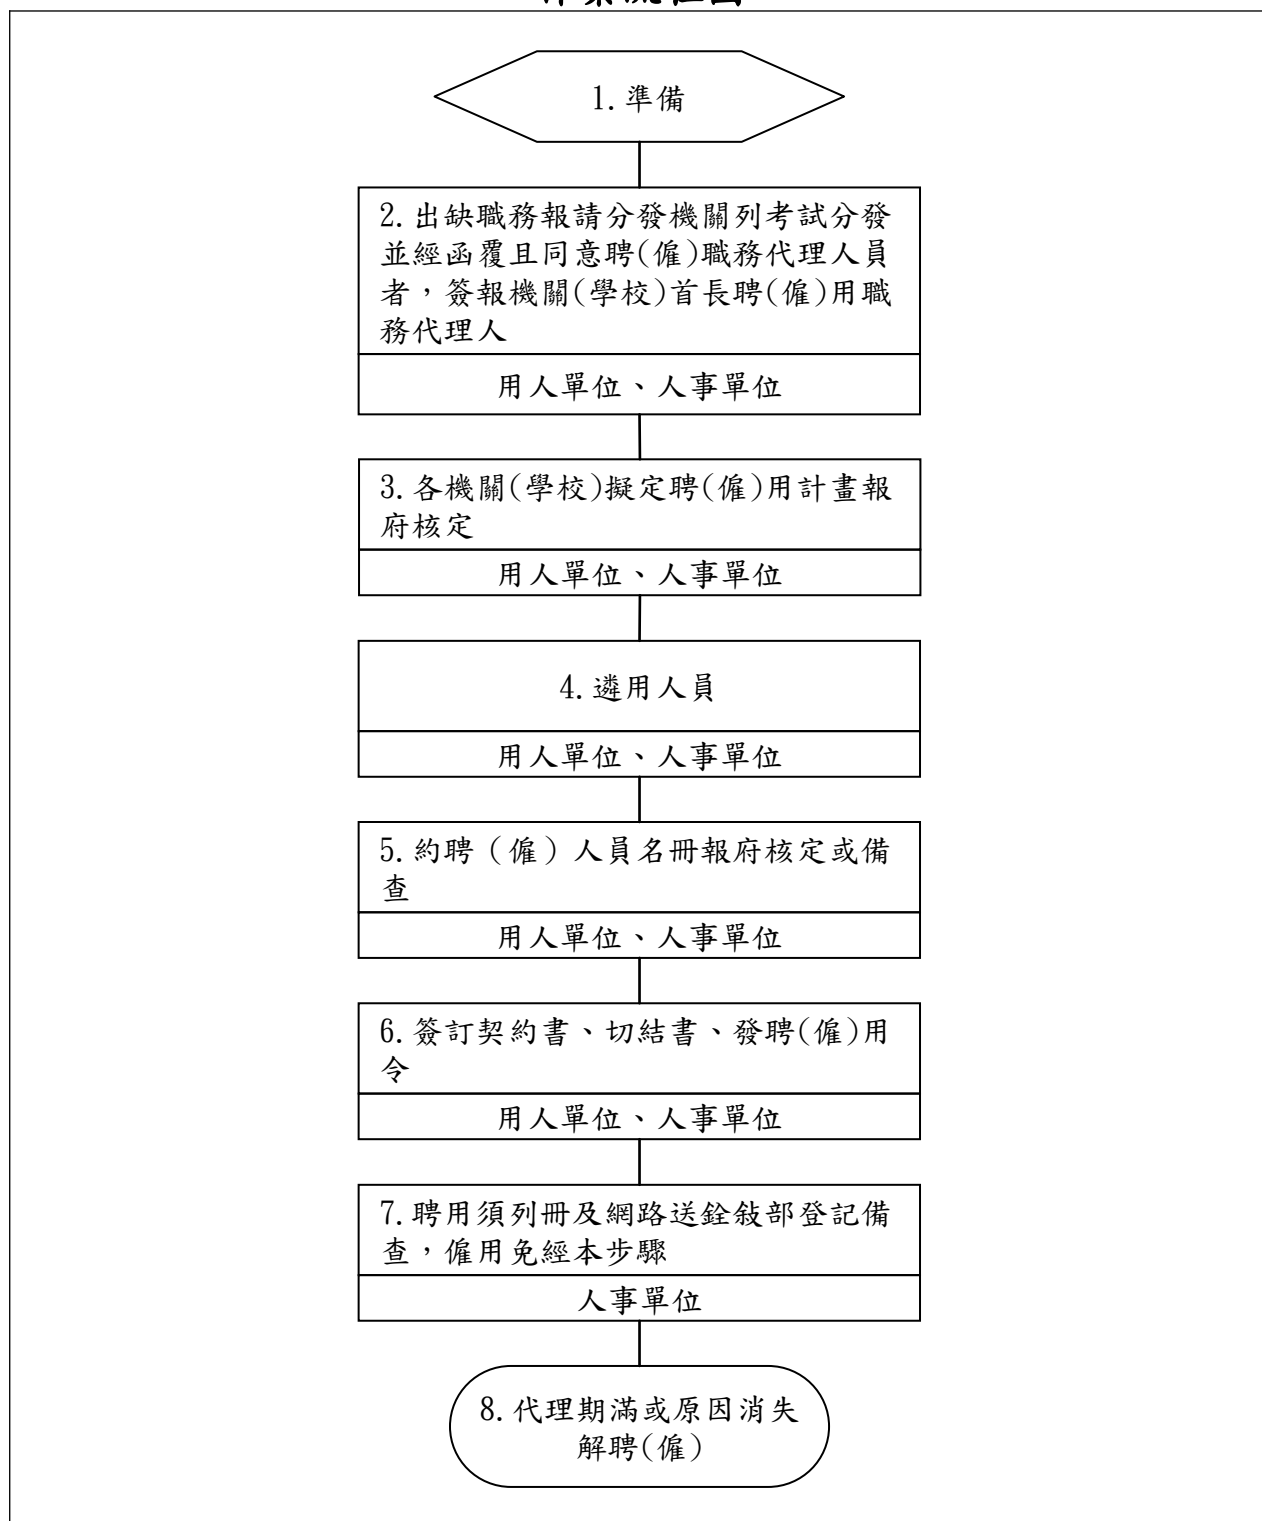 1.準備
2.出缺職務報請分發機關列考試分發
並經函覆且同意聘(僱)職務代理人員
者，簽報機關(學校)首長聘(僱)用職
務代理人
用人單位、人事單位
3.各機關(學校)擬定聘(僱)用計畫報
府核定
用人單位、人事單位
4.遴用人員
用人單位、人事單位
5.約聘（僱）人員名冊報府核定或備
查
用人單位、人事單位
6.簽訂契約書、切結書、發聘(僱)用
令
用人單位、人事單位
7.聘用須列冊及網路送銓敍部登記備
查，僱用免經本步驟
人事單位
8.代理期滿或原因消失
解聘(僱)